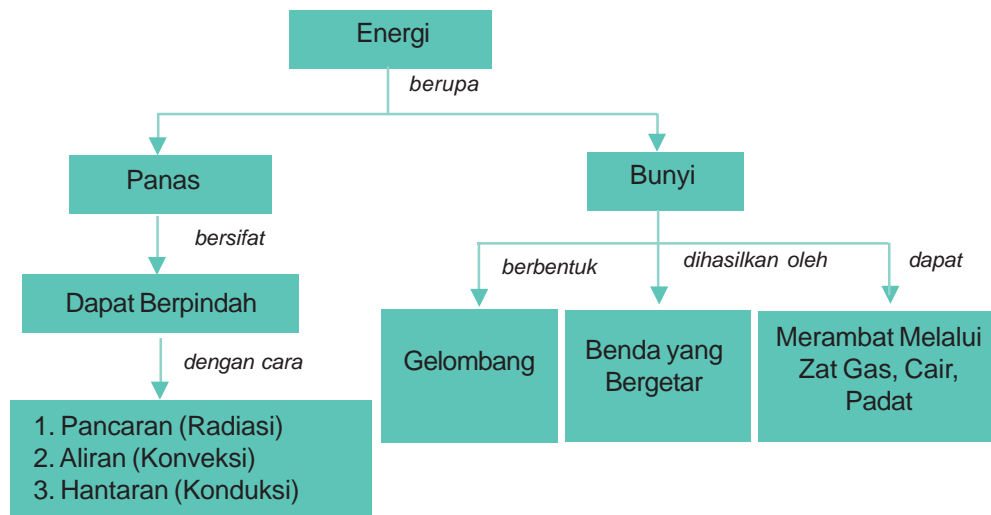 Energi
berupa
Panas
Bunyi
bersifat
berbentuk
dihasilkan oleh
dapat
Dapat Berpindah
Gelombang
Benda yang
Bergetar
Merambat Melalui
Zat Gas, Cair,
Padat
dengan cara
1. Pancaran (Radiasi)
2. Aliran (Konveksi)
3. Hantaran (Konduksi)